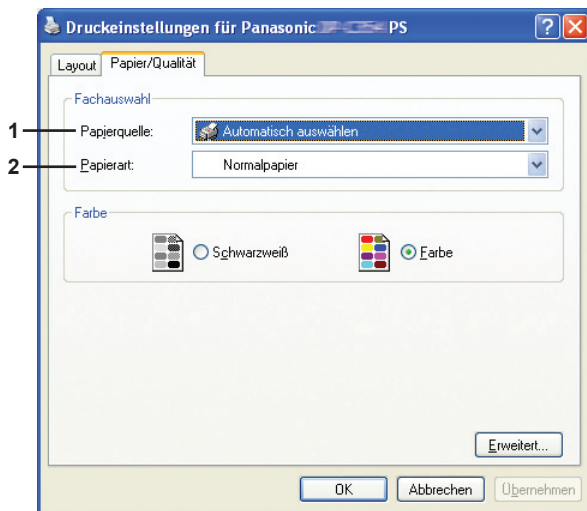 Druckeinstellungen für Panasonic PS
Layout
Papier/Qualität
Fachauswahl
1 Papierquelle: Automatisch auswählen
2 Papierart: Normalpapier
Farbe
Schwarzweiß
Farbe
Erweitert...
OK
Abbrechen
Übernehmen